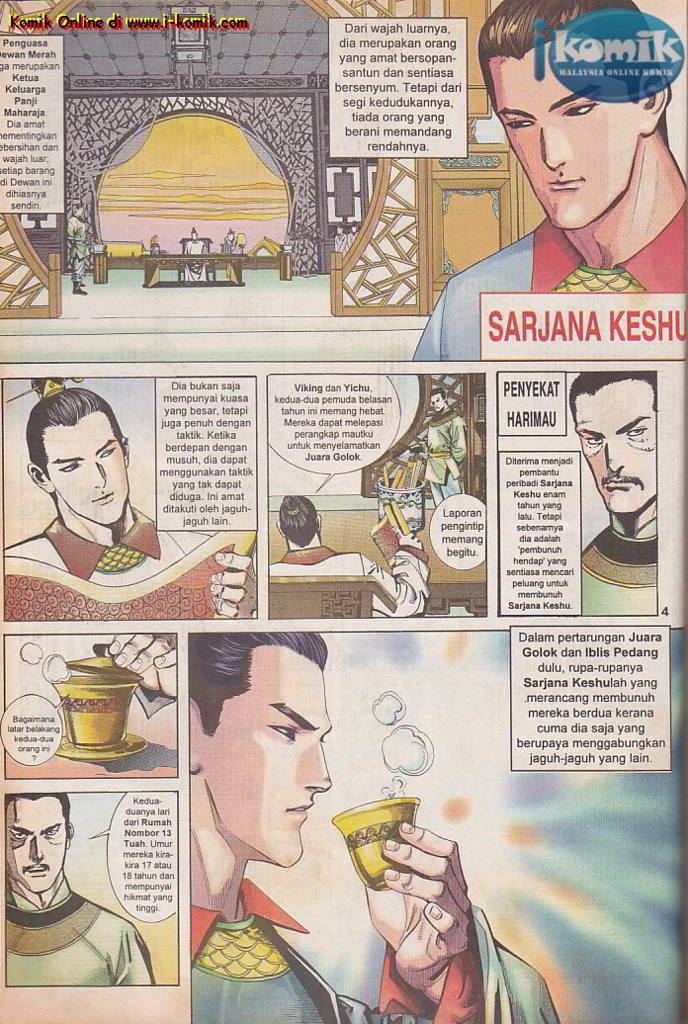 Komik Online di www.i-komik.com
ikomik
MALAYSIA ONLINE KOMIK
Penguasa
Dewan Merah
juga merupakan
Ketua
Keluarga
Panji
Maharaja.
Dia amat
mementingkan
kebersihan dan
wajah luar;
setiap barang
di Dewan ini
dihiasnya
sendiri.
Dari wajah luarnya,
dia merupakan orang
yang amat bersopan-
santun dan sentiasa
bersenyum. Tetapi dari
segi kedudukannya,
tiada orang yang
berani memandang
rendahnya.
SARJANA KESHU
Dia bukan saja
mempunyai kuasa
yang besar, tetapi
juga penuh dengan
taktik. Ketika
berdepan dengan
musuh, dia dapat
menggunakan taktik
yang tak dapat
diduga. Ini amat
ditakuti oleh jaguh-
jaguh lain.
Viking dan Yichu,
kedua-dua pemuda belasan
tahun ini memang hebat.
Mereka dapat melepasi
perangkap mautku
untuk menyelamatkan
Juara Golok.
Laporan
pengintip
memang
begitu.
PENYEKAT
HARIMAU
Diterima menjadi
pembantu
peribadi Sarjana
Keshu enam
tahun yang
lalu. Tetapi
sebenarnya
dia adalah
'pembunuh
hendap' yang
sentiasa mencari
peluang untuk
membunuh
Sarjana Keshu.
4
Bagaimana
latar belakang
kedua-dua
orang ini
?
Kedua-
duanya lari
dari Rumah
Nombor 13
Tuah. Umur
mereka kira-
kira 17 atau
18 tahun dan
mempunyai
hikmat yang
tinggi.
Dalam pertarungan Juara
Golok dan Iblis Pedang
dulu, rupa-rupanya
Sarjana Keshulah yang
merancang membunuh
mereka berdua kerana
cuma dia saja yang
berupaya menggabungkan
jaguh-jaguh yang lain.